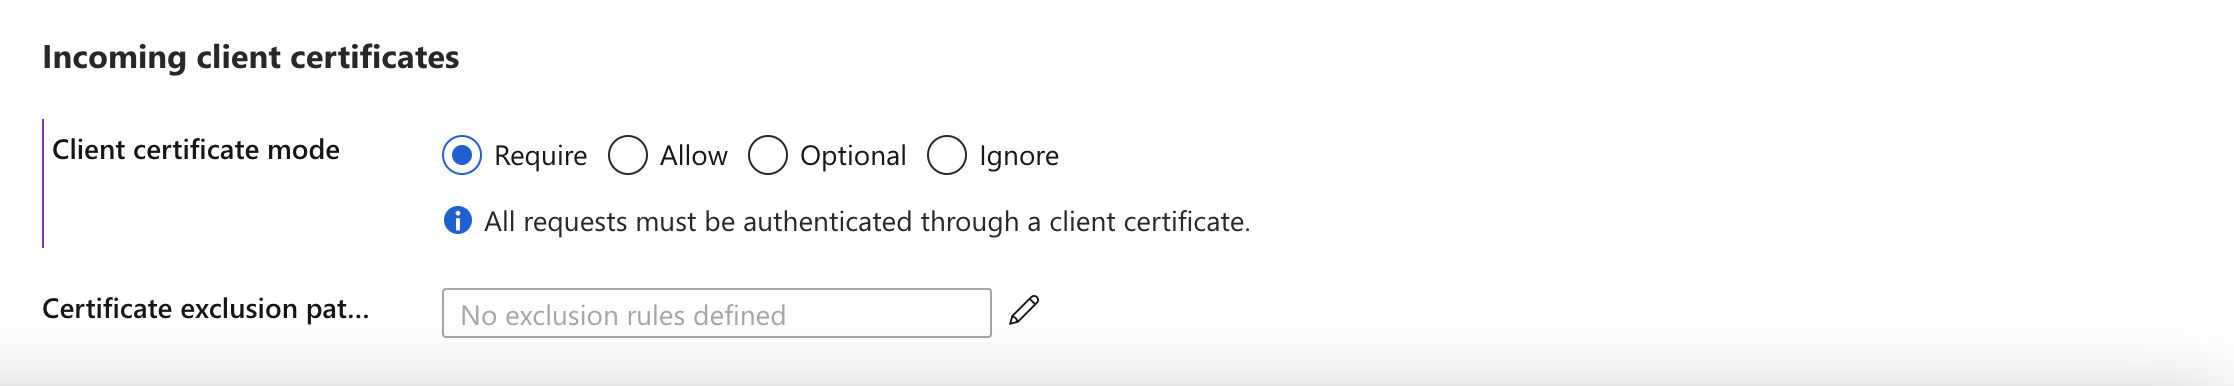 Incoming client certificates
Client certificate mode
Require Allow Optional Ignore
All requests must be authenticated through a client certificate.
Certificate exclusion pat...
No exclusion rules defined